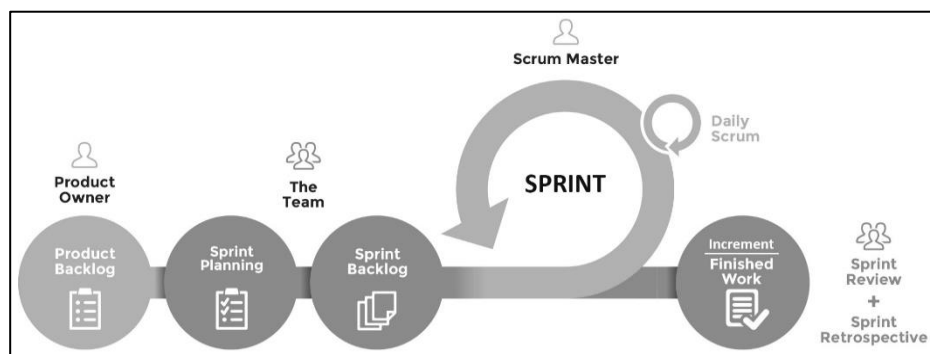 Scrum Master
Daily
Scrum
SPRINT
Product
Owner
The
Team
Product
Backlog
Sprint
Planning
Sprint
Backlog
Increment
Finished
Work
Sprint
Review
+
Sprint
Retrospective